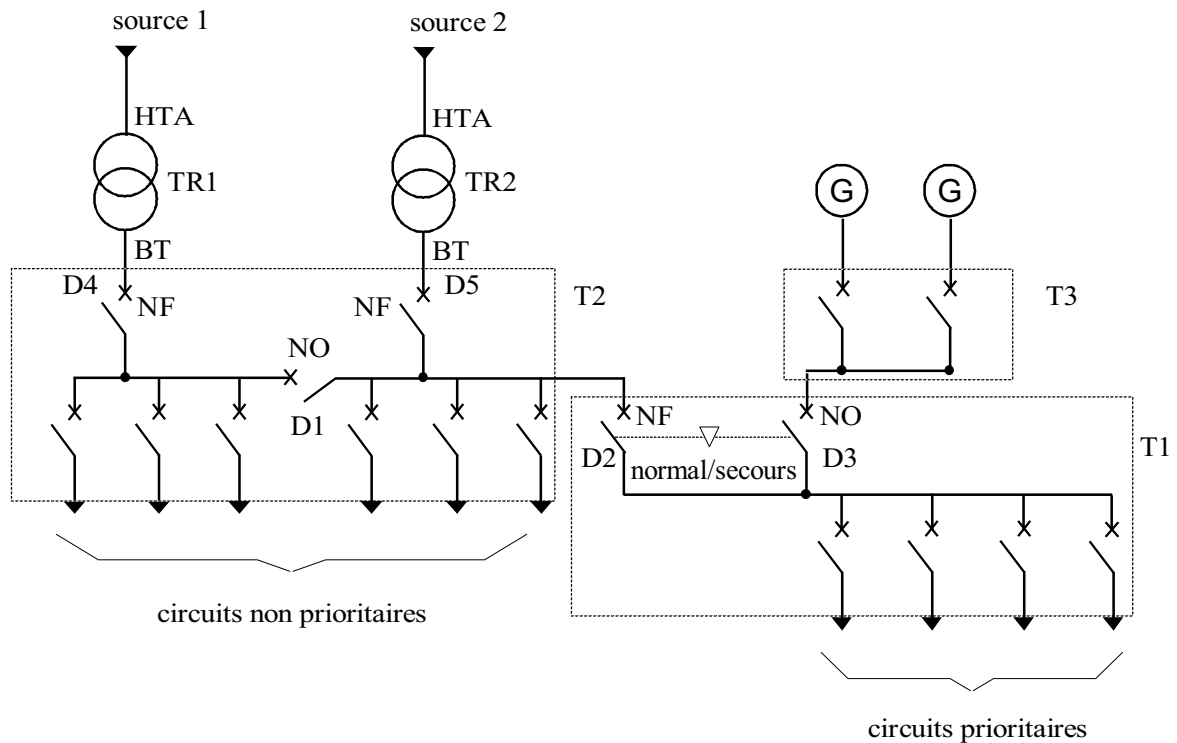 source 1
source 2
HTA
HTA
TR1
TR2
G
G
BT
BT
D4
D5
NF
NF
T2
T3
NO
D1
NF
NO
D2
D3
T1
normal/secours
circuits non prioritaires
circuits prioritaires